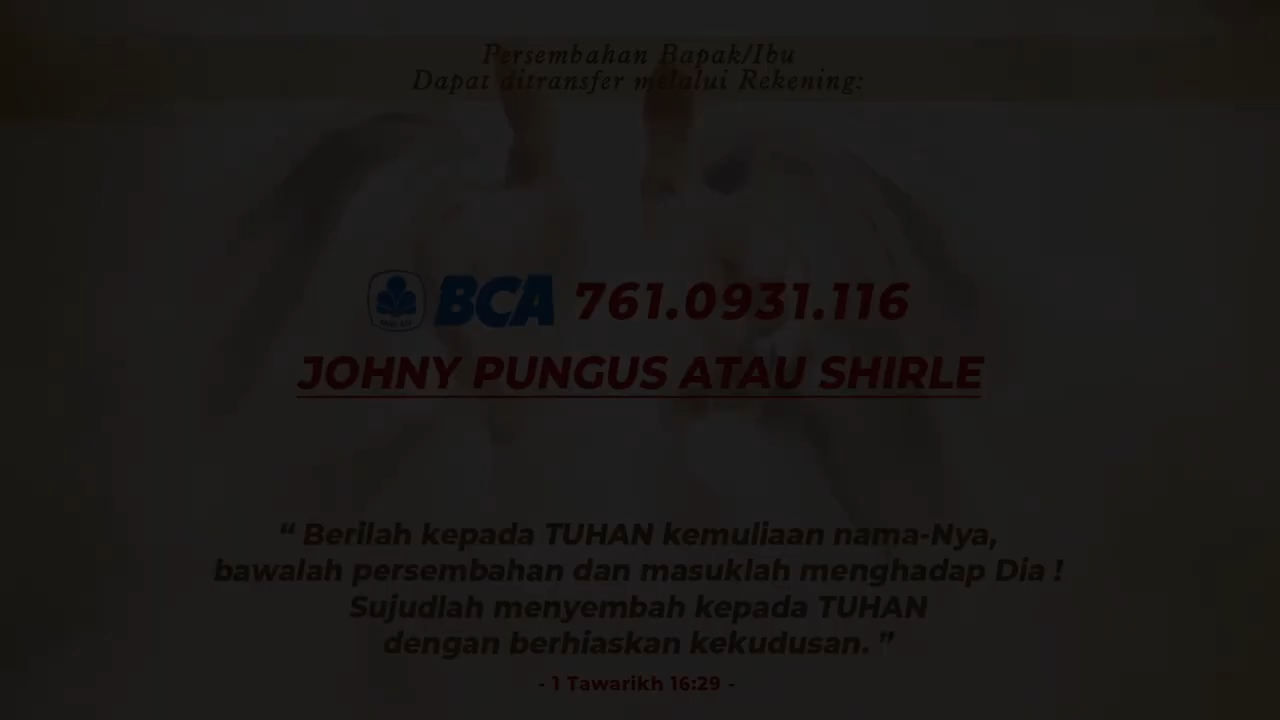 Persembahan Bapak/Ibu
Dapat ditransfer melalui Rekening:
BCA 761.0931.116
JOHNY PUNGUS ATAU SHIRLE
“ Berilah kepada TUHAN kemuliaan nama-Nya,
bawalah persembahan dan masuklah menghadap Dia !
Sujudlah menyembah kepada TUHAN
dengan berhiaskan kekudusan. ”
- 1 Tawarikh 16:29 -